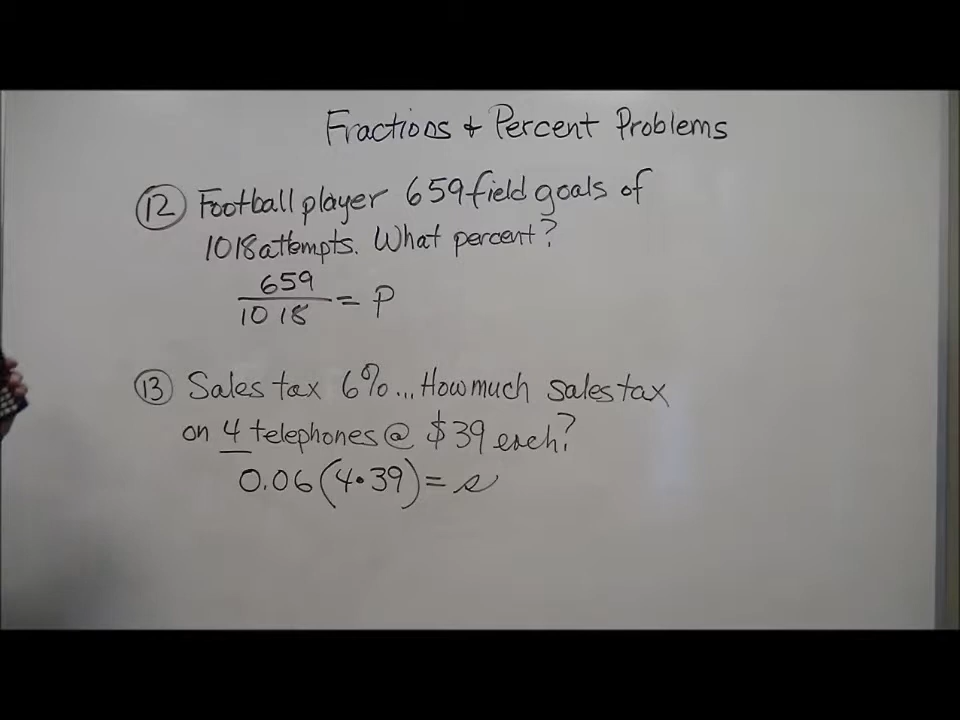 Fractions + Percent Problems
12 Football player 659 field goals of
1018 attempts. What percent?
659
1018 = P
13 Sales tax 6%... How much sales tax
on 4 telephones @ $39 each?
0.06(4•39) = s